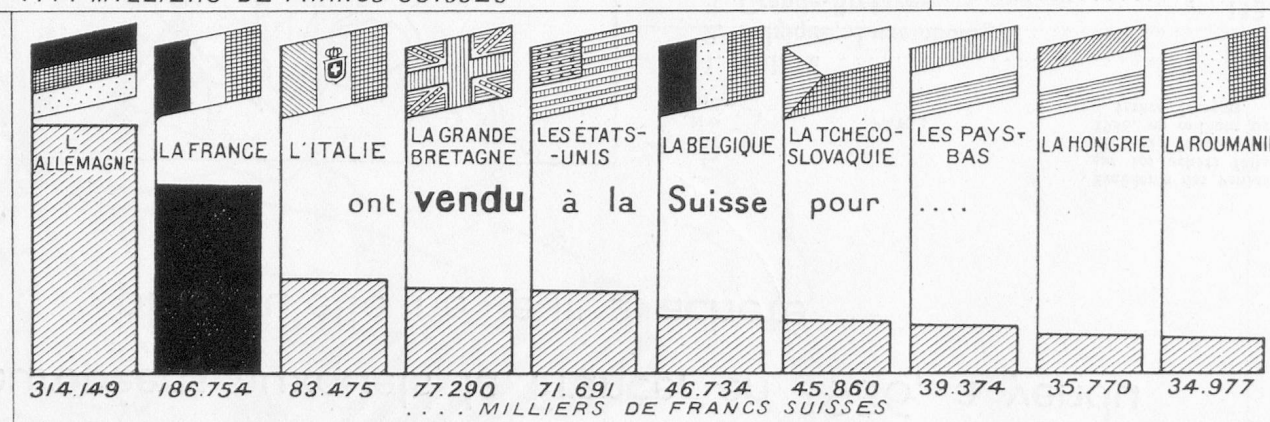 .... MILLIERS DE FRANCS SUISSES
L'ALLEMAGNE
LA FRANCE
L'ITALIE
LA GRANDE
BRETAGNE
LES ÉTATS-
-UNIS
LA BELGIQUE
LA TCHÉCO-
SLOVAQUIE
LES PAYS-
BAS
LA HONGRIE
LA ROUMANI
ont vendu à la Suisse pour ....
314.149 186.754 83.475 77.290 71.691 46.734 45.860 39.374 35.770 34.977
.... MILLIERS DE FRANCS SUISSES